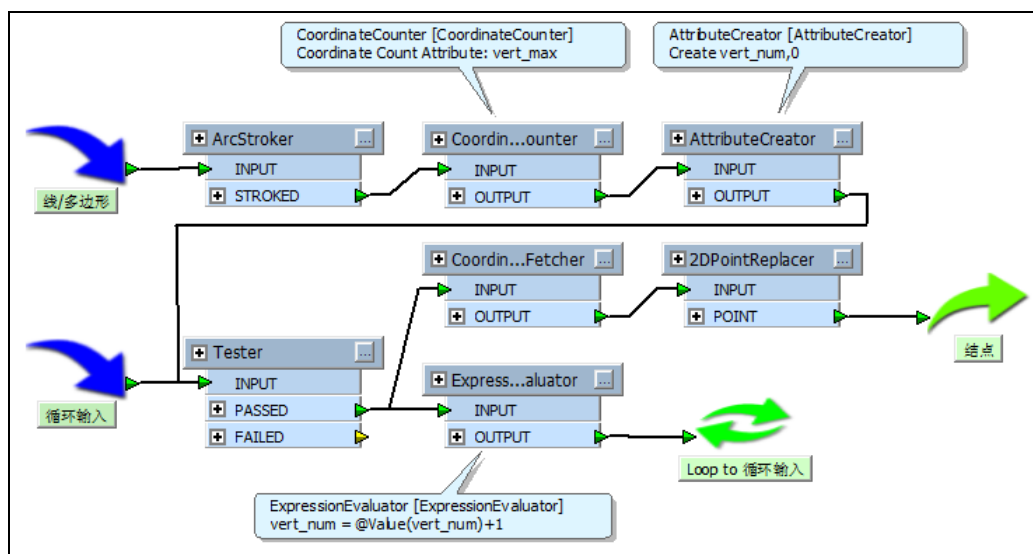 CoordinateCounter [CoordinateCounter]
Coordinate Count Attribute: vert_max
AttributeCreator [AttributeCreator]
Create vert_num,0
ArcStroker
INPUT
STROKED
Coordin...ounter
INPUT
OUTPUT
AttributeCreator
INPUT
OUTPUT
线/多边形
Coordin...Fetcher
INPUT
OUTPUT
2DPointReplacer
INPUT
POINT
结点
Tester
INPUT
PASSED
FAILED
循环输入
Express...aluator
INPUT
OUTPUT
Loop to 循环输入
ExpressionEvaluator [ExpressionEvaluator]
vert_num = @Value(vert_num)+1